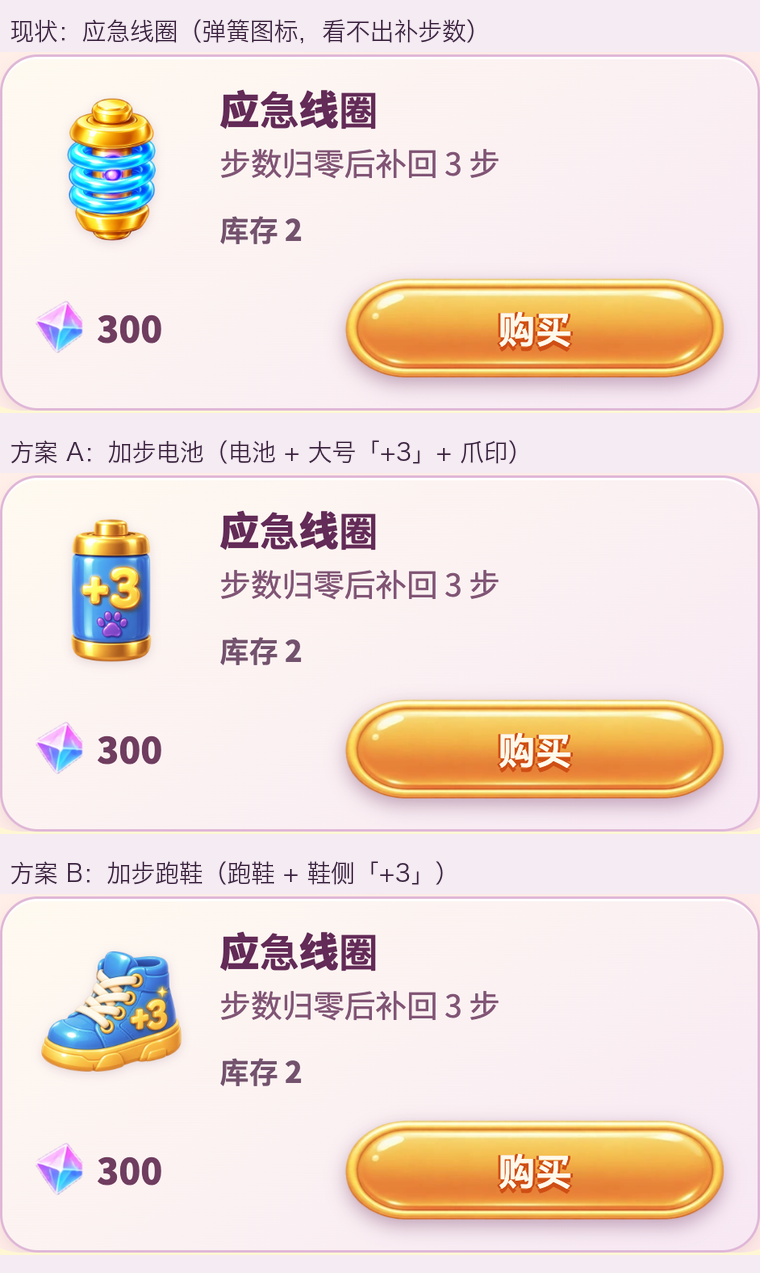 现状：应急线圈（弹簧图标，看不出补步数）
应急线圈
步数归零后补回 3 步
库存 2
300
购买
方案 A：加步电池（电池 + 大号「+3」+ 爪印）
应急线圈
+3
步数归零后补回 3 步
库存 2
300
购买
方案 B：加步跑鞋（跑鞋 + 鞋侧「+3」）
应急线圈
+3
步数归零后补回 3 步
库存 2
300
购买